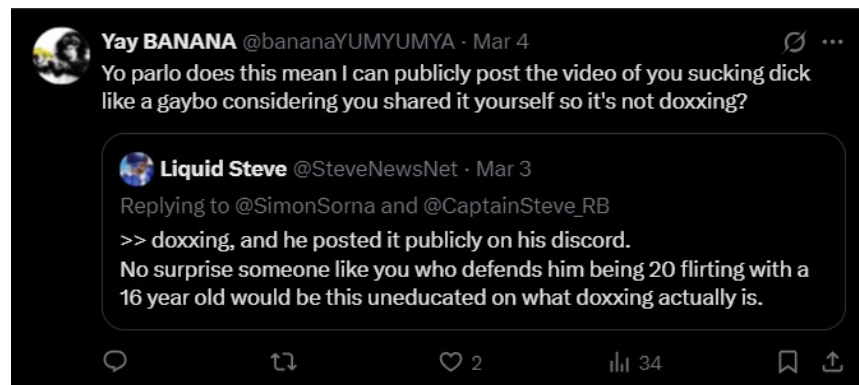 Yay BANANA @bananaYUMYUMYA · Mar 4
Yo parlo does this mean I can publicly post the video of you sucking dick
like a gaybo considering you shared it yourself so it's not doxxing?
Liquid Steve @SteveNewsNet · Mar 3
Replying to @SimonSorna and @CaptainSteve_RB
>> doxxing, and he posted it publicly on his discord.
No surprise someone like you who defends him being 20 flirting with a
16 year old would be this uneducated on what doxxing actually is.
2 34